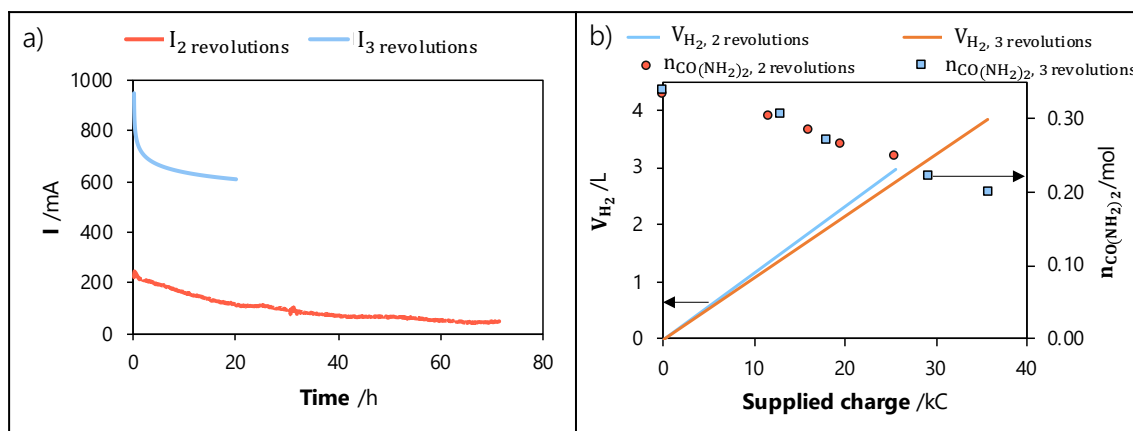 a)
I2 revolutions
I3 revolutions
1000
800
600
400
200
0
I /mA
0
20
40
60
80
Time /h
b)
VH2, 2 revolutions
VH2, 3 revolutions
nCO(NH2)2, 2 revolutions
nCO(NH2)2, 3 revolutions
4
3
2
1
0
VH2 /L
0.30
0.20
0.10
0.00
nCO(NH2)2 /mol
0
10
20
30
40
Supplied charge /kC